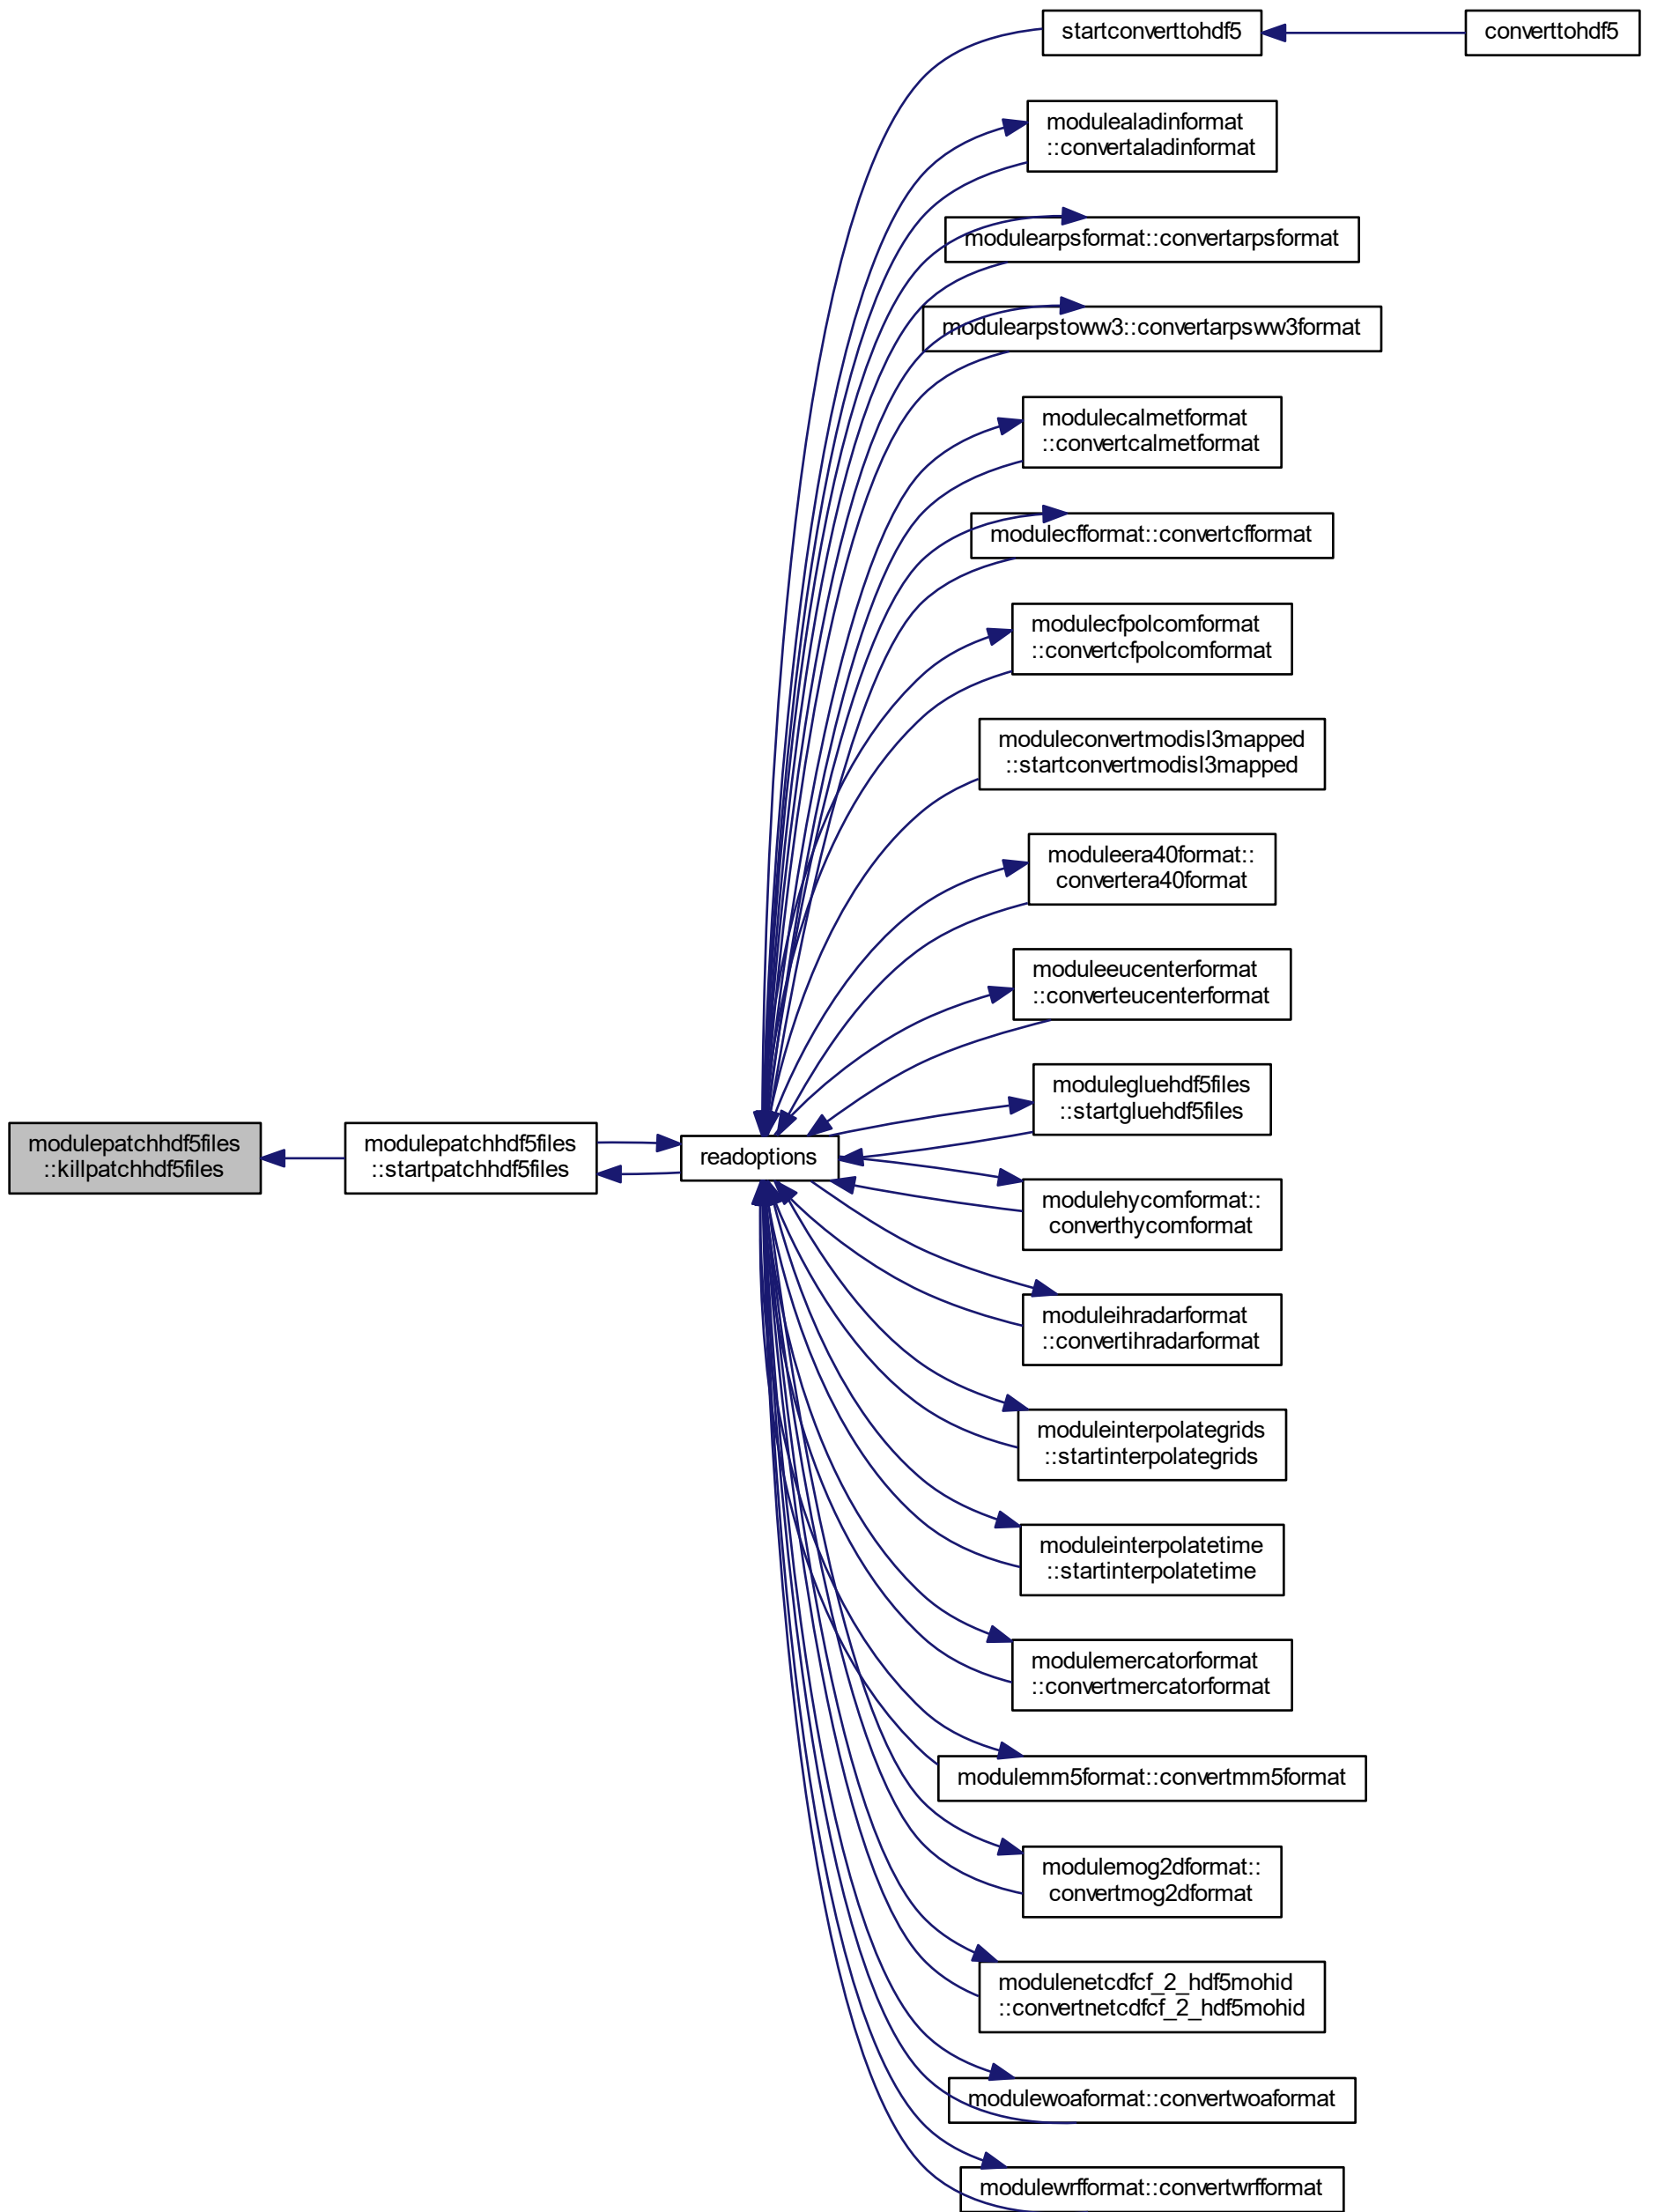 startconverttohdf5
converttohdf5
modulealadinformat
::convertaladinformat
modulearpsformat::convertarpsformat
modulearpstoww3::convertarpsww3format
modulecalmetformat
::convertcalmetformat
modulecfformat::convertcfformat
modulecfpolcomformat
::convertcfpolcomformat
moduleconvertmodisl3mapped
::startconvertmodisl3mapped
moduleera40format::
convertera40format
moduleeucenterformat
::converteucenterformat
modulegluehdf5files
::startgluehdf5files
modulepatchhdf5files
::killpatchhdf5files
modulepatchhdf5files
::startpatchhdf5files
readoptions
modulehycomformat::
converthycomformat
moduleihradarformat
::convertihradarformat
moduleinterpolategrids
::startinterpolategrids
moduleinterpolatetime
::startinterpolatetime
modulemercatorformat
::convertmercatorformat
modulemm5format::convertmm5format
modulemog2dformat::
convertmog2dformat
modulenetcdfcf_2_hdf5mohid
::convertnetcdfcf_2_hdf5mohid
modulewoaformat::convertwoaformat
modulewrfformat::convertwrfformat